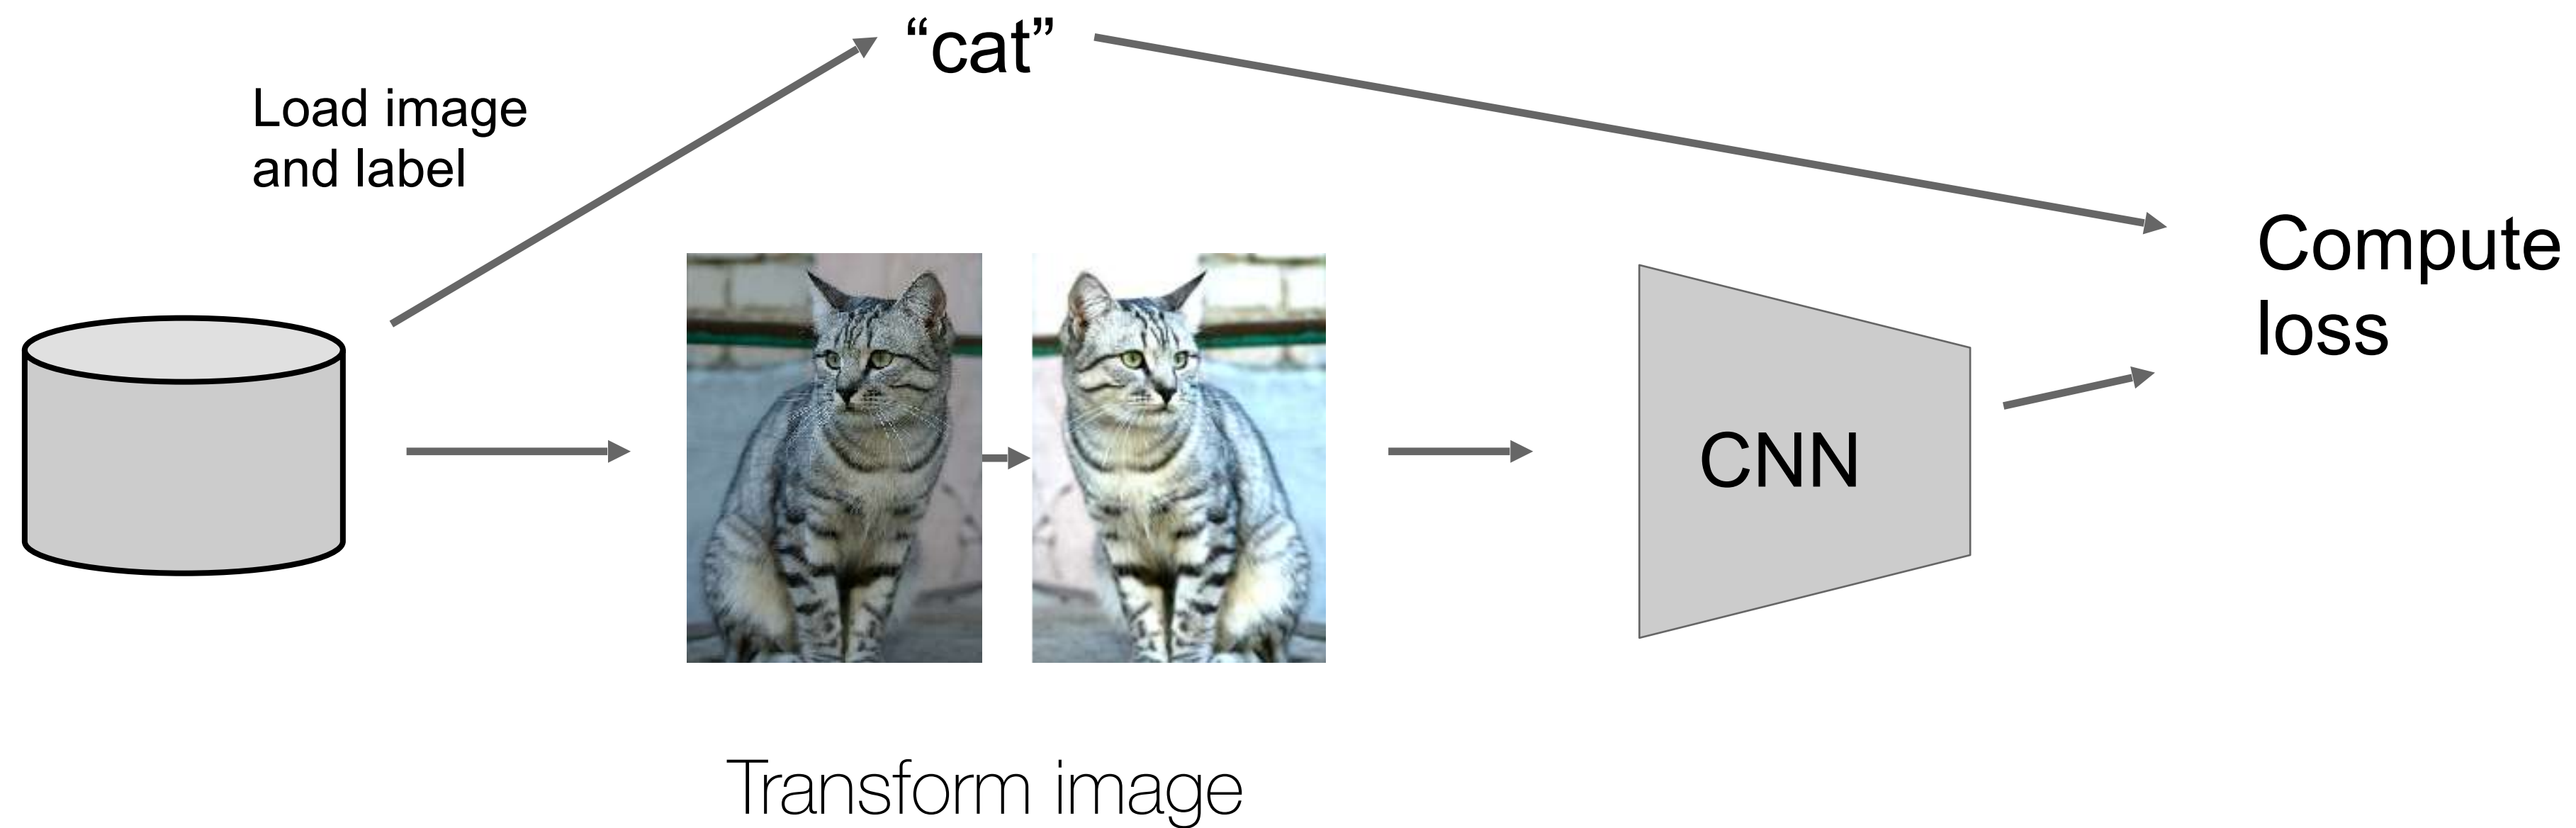 “cat”
Load image
and label
Compute
loss
CNN
Transform image